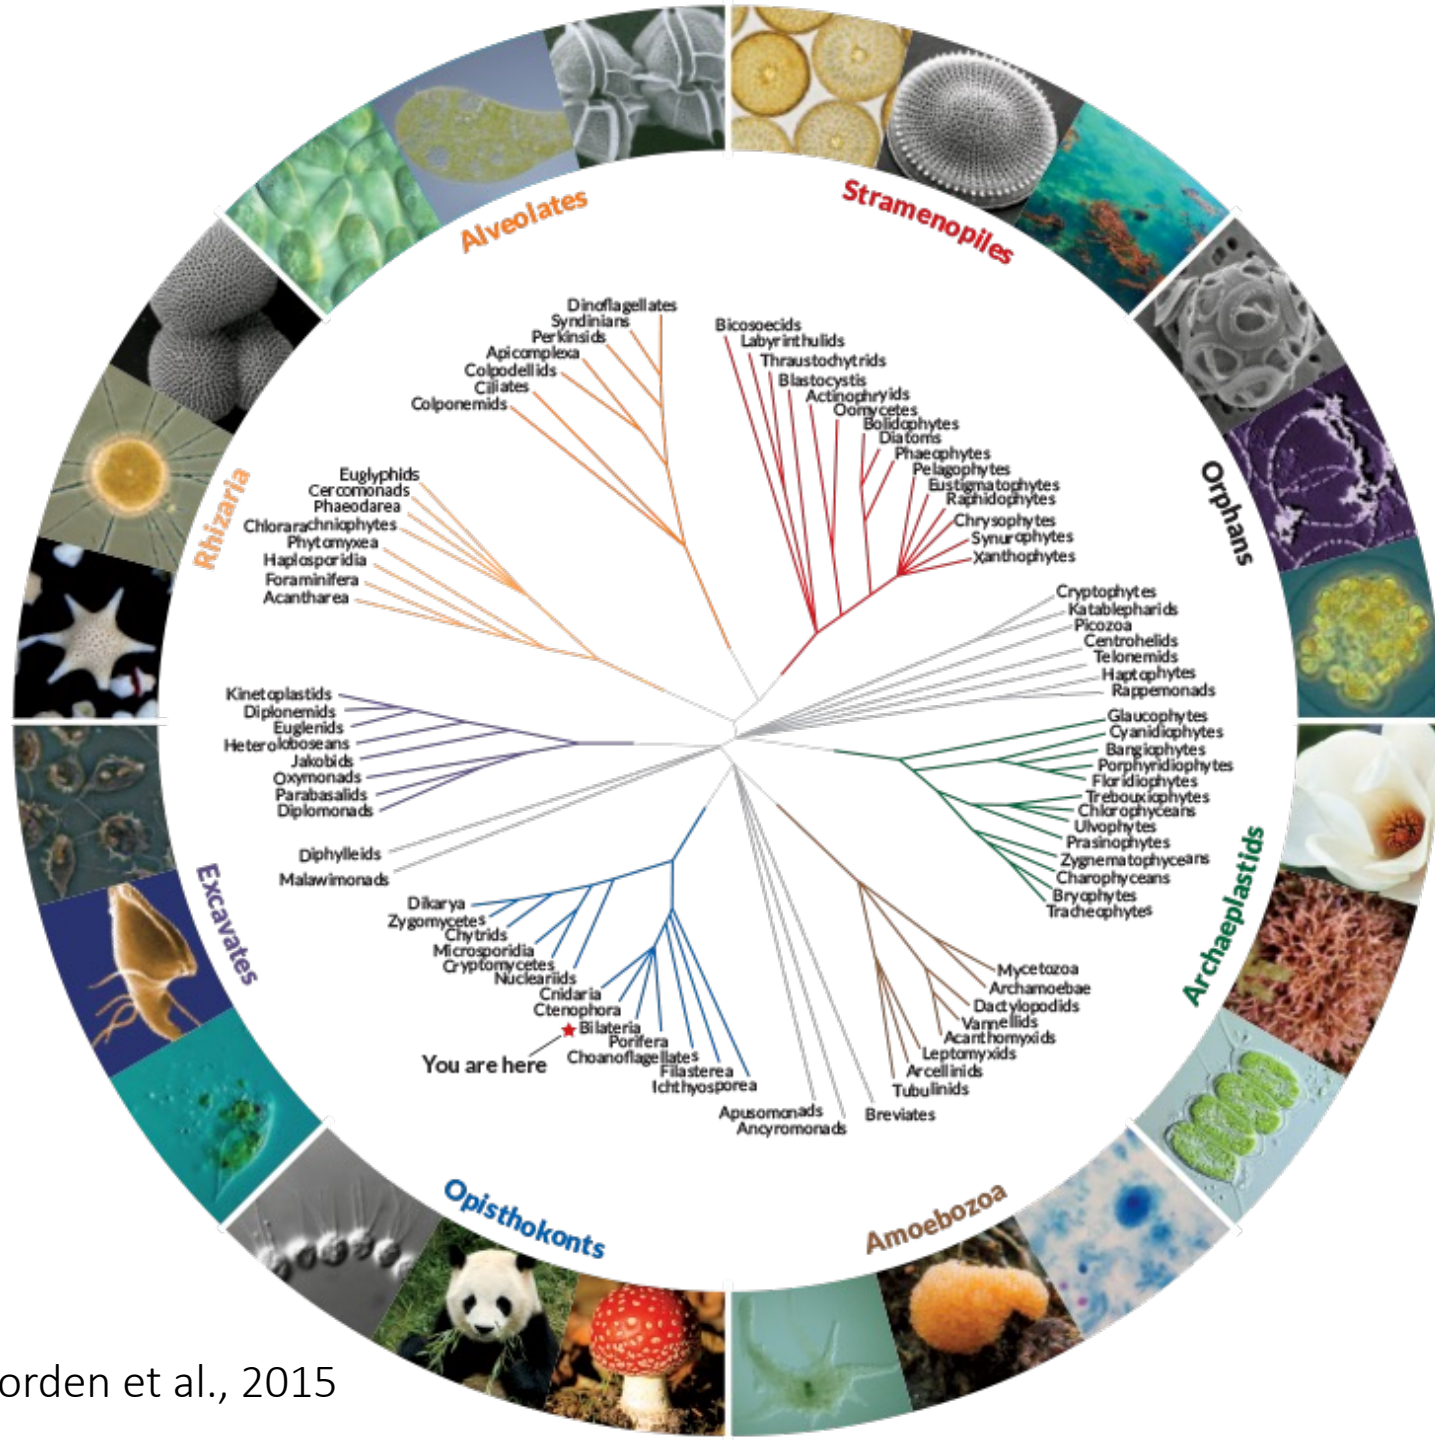 Alveolates
Stramenopiles
Dinoflagellates
Syndinians
Perkinsids
Apicomplexa
Colpodellids
Ciliates
Colponemids
Bicosoecids
Labyrinthulids
Thraustochytrids
Blastocystis
Actinophryids
Oomycetes
Bolidophytes
Diatoms
Phaeophytes
Pelagophytes
Eustigmatophytes
Raphidophytes
Chrysophytes
Synurophytes
Xanthophytes
Rhizaria
Euglyphids
Cercomonads
Phaeodarea
Chlorarachniophytes
Phytomyxea
Haplosporidia
Foraminifera
Acantharea
Orphans
Cryptophytes
Katablepharids
Picozoa
Centrohelids
Telonemids
Haptophytes
Rappemonads
Kinetoplastids
Diplonemids
Euglenids
Heteroloboseans
Jakobids
Oxymonads
Parabasalids
Diplomonads
Diphylleids
Malawimonads
Excavates
Glaucophytes
Cyanidiophytes
Bangiophytes
Porphyridiophytes
Floridiophytes
Trebouxiophytes
Chlorophyceans
Ulvophytes
Prasinophytes
Zygnematophyceans
Charophyceans
Bryophytes
Tracheophytes
Archaeplastids
Dikarya
Zygomycetes
Chytrids
Microsporidia
Cryptomycetes
Nucleariids
Cnidaria
Ctenophora
Bilateria
You are here
Porifera
Choanoflagellates
Filasterea
Ichthyosporea
Apusomonads
Ancyromonads
Breviates
Mycetozoa
Archamoebae
Dactylopodids
Vannellids
Acanthomyxids
Leptomyxids
Arcellinids
Tubulinids
Opisthokonts
Amoebozoa
orden et al., 2015